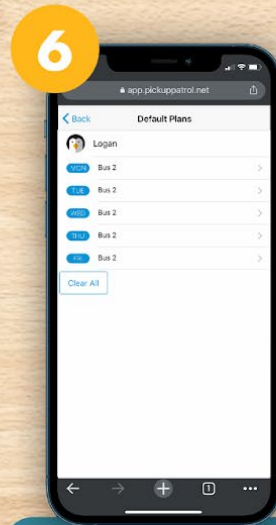 6
app.pickuppatrol.net
Back Default Plans
Logan
MON Bus 2
TUE Bus 2
WED Bus 2
THU Bus 2
FRI Bus 2
Clear All
1